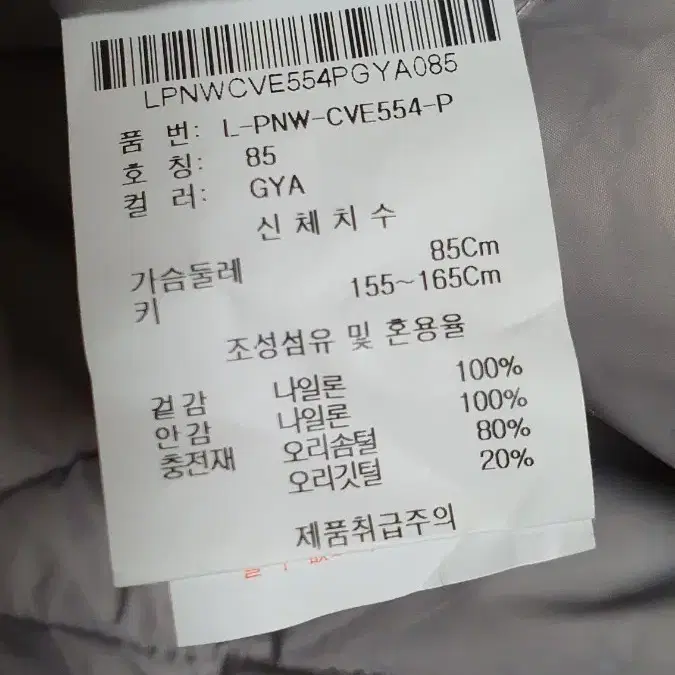 LPNWCVE554PGYA085
품 번: L-PNW-CVE554-P
호 칭: 85
컬 러: GYA
신체치수
가슴둘레 85Cm
키 155~165Cm
조성섬유 및 혼용율
겉감 나일론 100%
안감 나일론 100%
충전재 오리솜털 80%
오리깃털 20%
제품취급주의